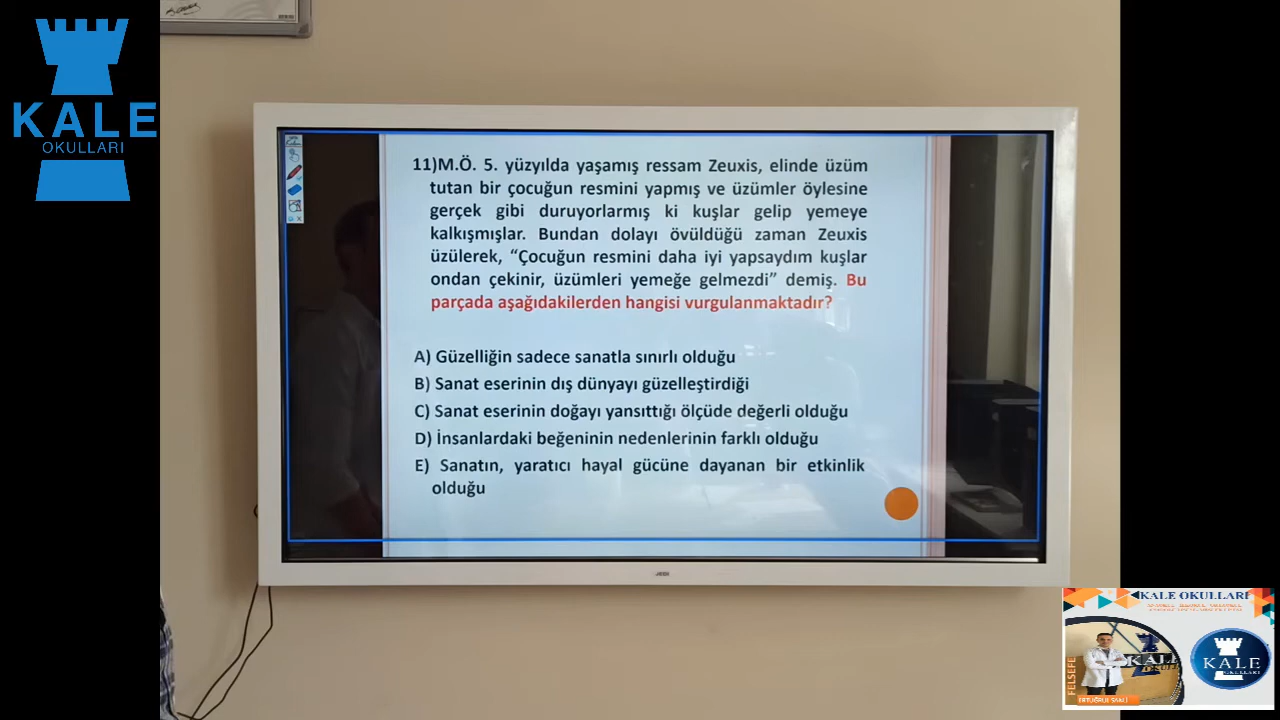 KALE
OKULLARI
11)M.Ö. 5. yüzyılda yaşamış ressam Zeuxis, elinde üzüm
tutan bir çocuğun resmini yapmış ve üzümler öylesine
gerçek gibi duruyorlarmış ki kuşlar gelip yemeye
kalkışmışlar. Bundan dolayı övüldüğü zaman Zeuxis
üzülerek, “Çocuğun resmini daha iyi yapsaydım kuşlar
ondan çekinir, üzümleri yemeğe gelmezdi” demiş. Bu
parçada aşağıdakilerden hangisi vurgulanmaktadır?
A) Güzelliğin sadece sanatla sınırlı olduğu
B) Sanat eserinin dış dünyayı güzelleştirdiği
C) Sanat eserinin doğayı yansıttığı ölçüde değerli olduğu
D) İnsanlardaki beğeninin nedenlerinin farklı olduğu
E) Sanatın, yaratıcı hayal gücüne dayanan bir etkinlik
olduğu
KALE OKULLARI
FELSEFE
KALE
KALE
OKULLARI